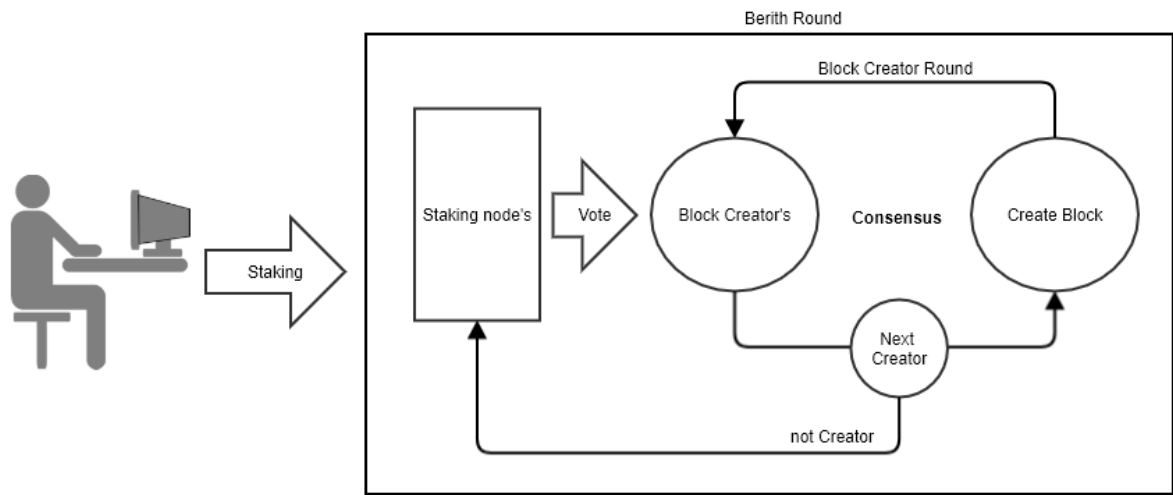 Berith Round
Block Creator Round
Staking node's
Vote
Block Creator's
Consensus
Create Block
Staking
Next
Creator
not Creator